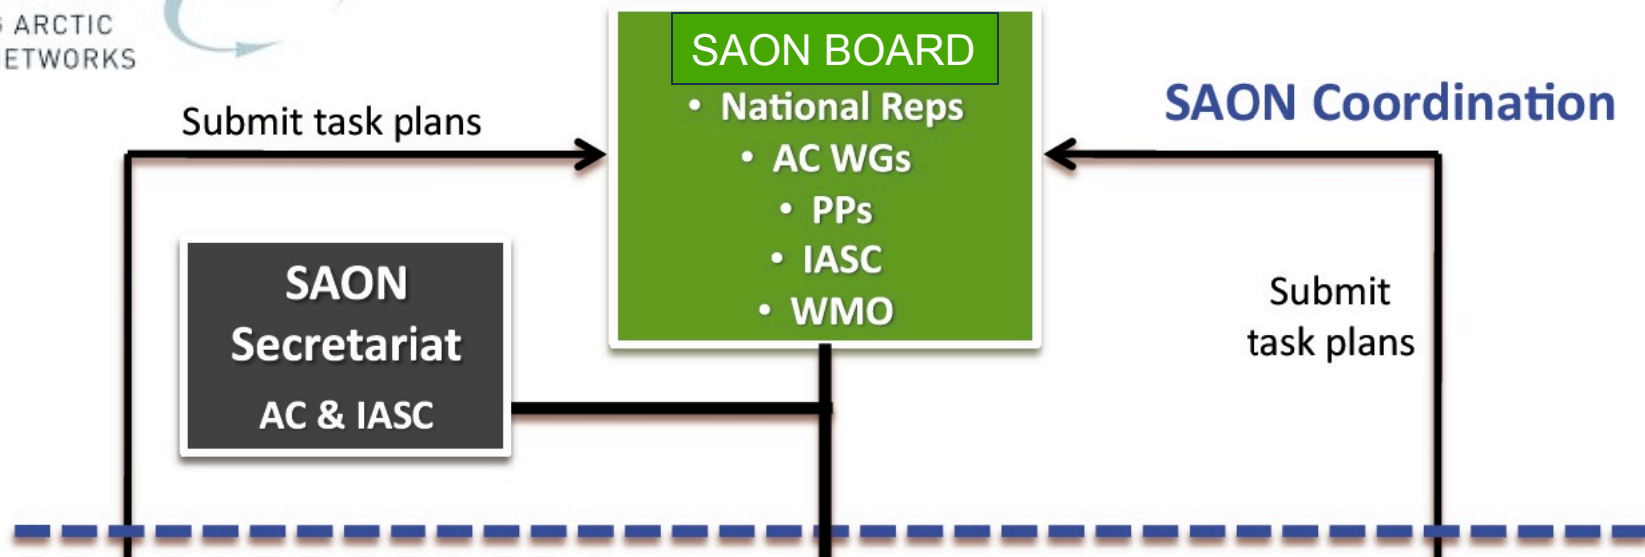 ARCTIC
ETWORKS
SAON BOARD
• National Reps
• AC WGs
• PPs
• IASC
• WMO
SAON Coordination
Submit task plans
SAON
Secretariat
AC & IASC
Submit
task plans